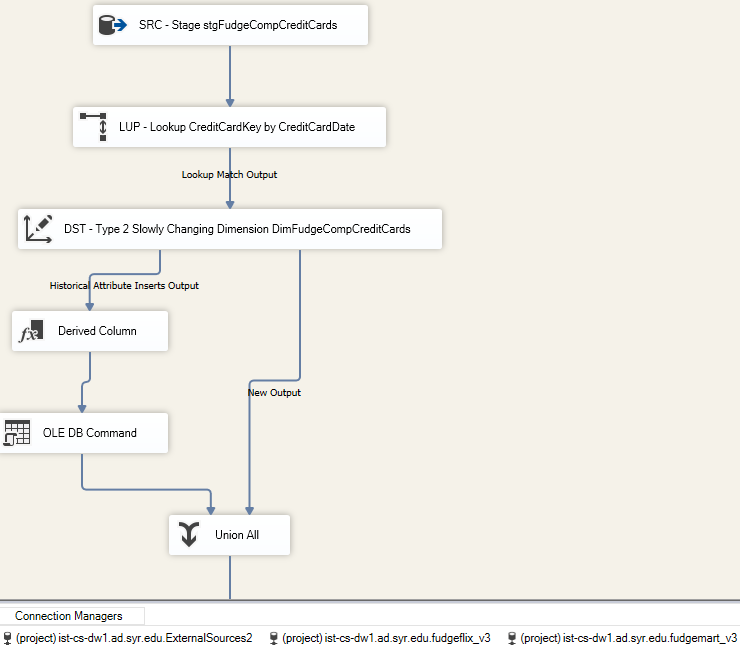 SRC - Stage stgFudgeCompCreditCards
LUP - Lookup CreditCardKey by CreditCardDate
Lookup Match Output
DST - Type 2 Slowly Changing Dimension DimFudgeCompCreditCards
Historical Attribute Inserts Output
fx
Derived Column
New Output
OLE DB Command
Union All
Connection Managers
(project) ist-cs-dw1.ad.syr.edu.ExternalSources2 (project) ist-cs-dw1.ad.syr.edu.fudgeflix_v3 (project) ist-cs-dw1.ad.syr.edu.fudgemart_v3